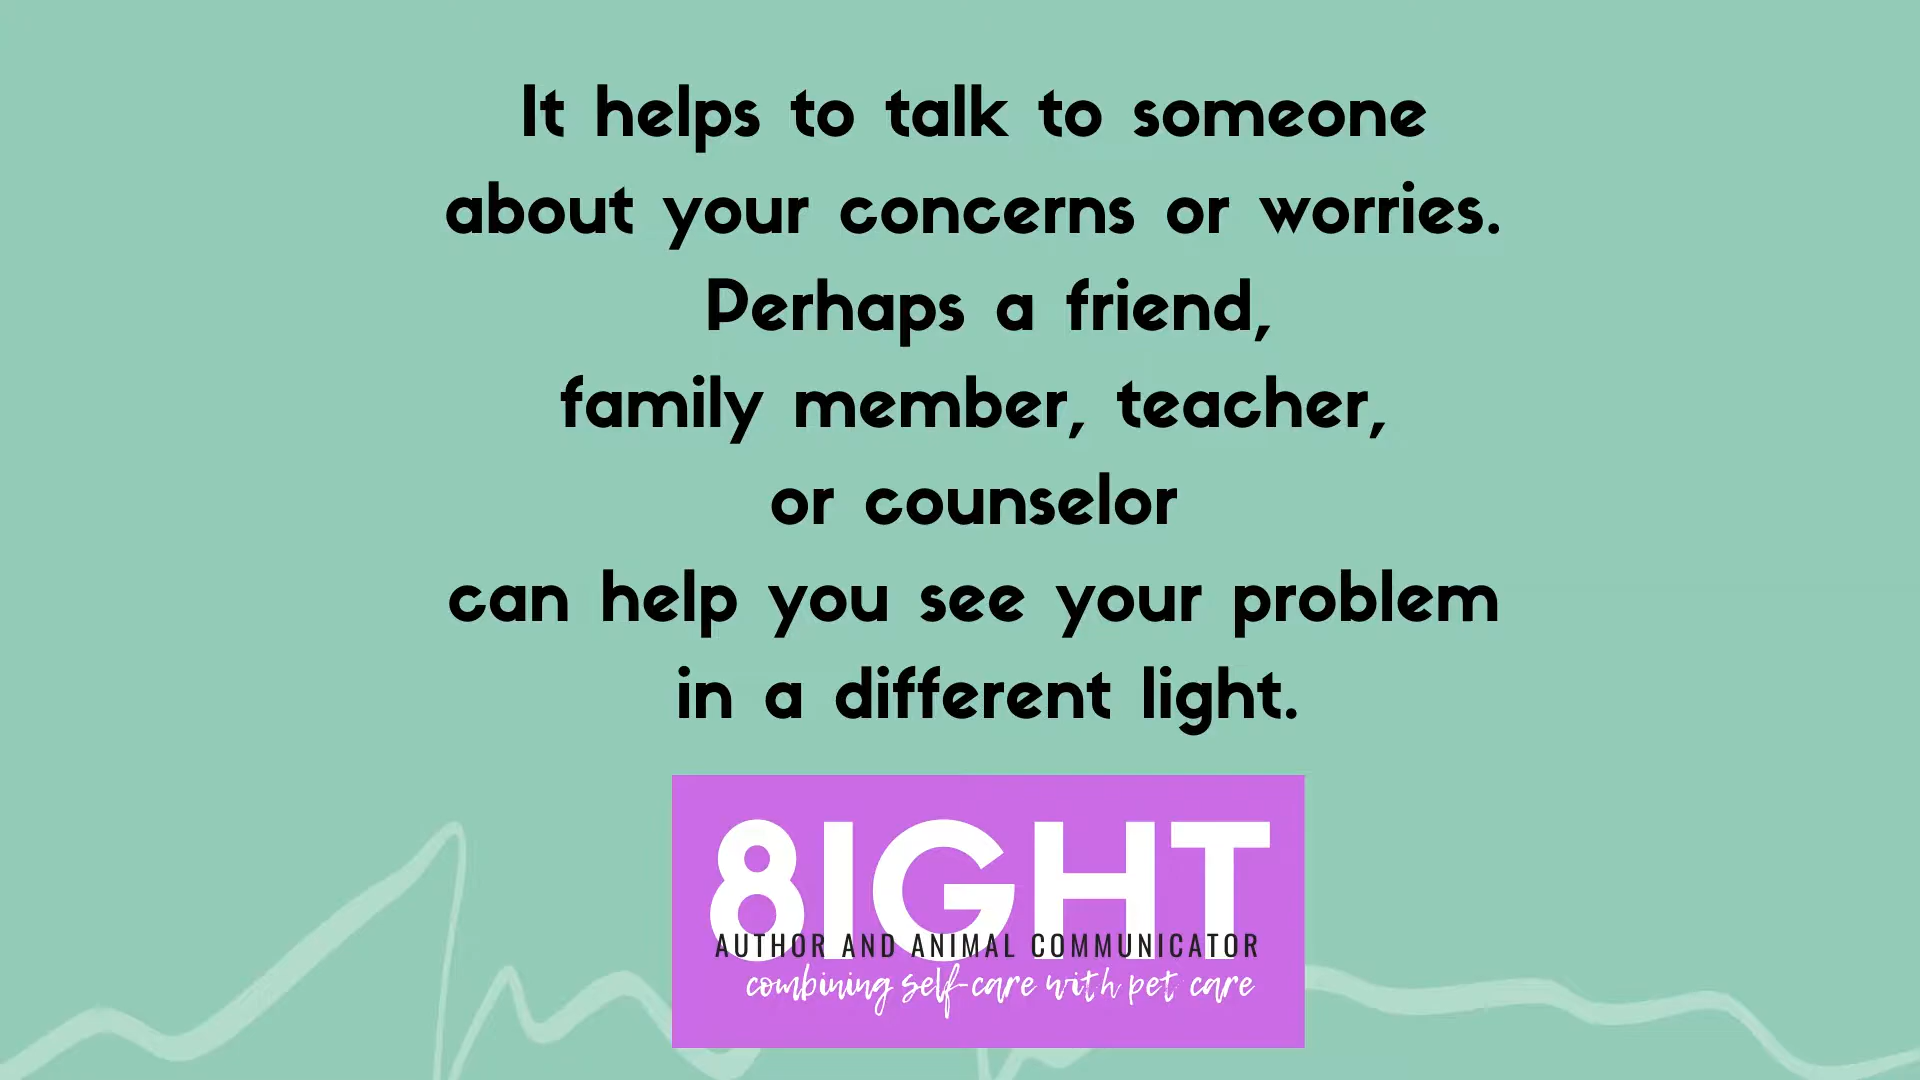 It helps to talk to someone
about your concerns or worries.
Perhaps a friend,
family member, teacher,
or counselor
can help you see your problem
in a different light.
8IGHT
AUTHOR AND ANIMAL COMMUNICATOR
combining self-care with pet care